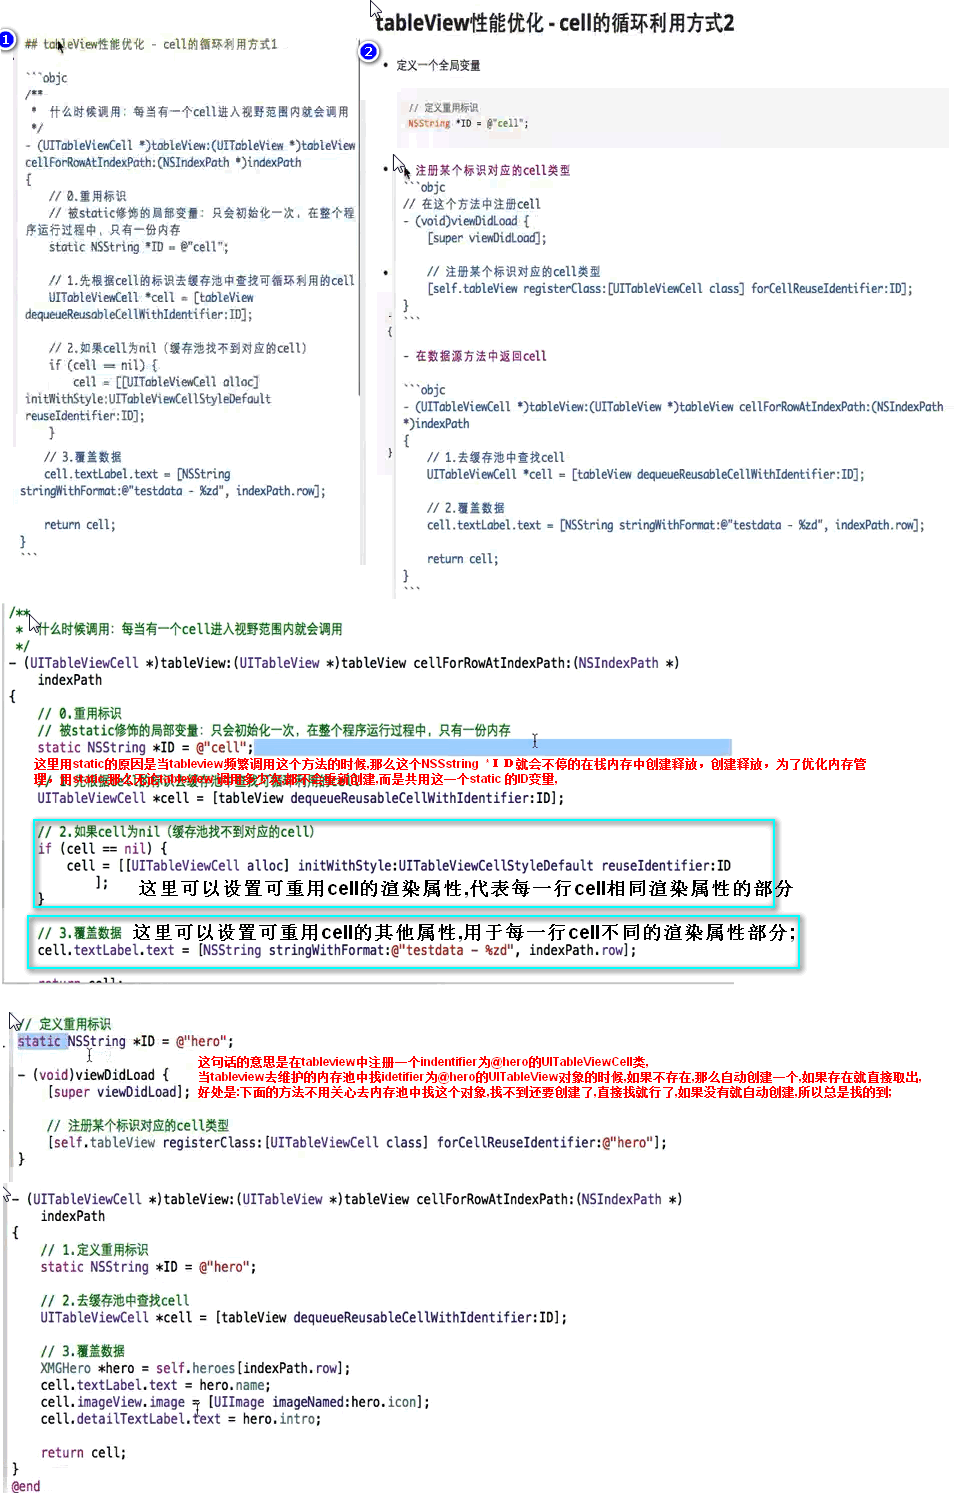 1
## tableView性能优化 - cell的循环利用方式1
```objc
/**
 *  什么时候调用: 每当有一个cell进入视野范围内就会调用
 */
- (UITableViewCell *)tableView:(UITableView *)tableView
cellForRowAtIndexPath:(NSIndexPath *)indexPath
{
// 0.重用标识
// 被static修饰的局部变量: 只会初始化一次, 在整个程
序运行过程中, 只有一份内存
static NSString *ID = @"cell";
// 1.先根据cell的标识去缓存池中查找可循环利用的cell
UITableViewCell *cell = [tableView
dequeueReusableCellWithIdentifier:ID];
// 2.如果cell为nil (缓存池找不到对应的cell)
if (cell == nil) {
cell = [[UITableViewCell alloc]
initWithStyle:UITableViewCellStyleDefault
reuseIdentifier:ID];
}
// 3.覆盖数据
cell.textLabel.text = [NSString
stringWithFormat:@"testdata - %zd", indexPath.row];
return cell;
}
```
tableView性能优化 - cell的循环利用方式2
2
• 定义一个全局变量
// 定义重用标识
NSString *ID = @"cell";
• 注册某个标识对应的cell类型
```objc
// 在这个方法中注册cell
- (void)viewDidLoad {
[super viewDidLoad];
• // 注册某个标识对应的cell类型
[self.tableView registerClass:[UITableViewCell class] forCellReuseIdentifier:ID];
}
```
{
- 在数据源方法中返回cell
```objc
- (UITableViewCell *)tableView:(UITableView *)tableView cellForRowAtIndexPath:(NSIndexPath
*)indexPath
{
}
// 1.去缓存池中查找cell
UITableViewCell *cell = [tableView dequeueReusableCellWithIdentifier:ID];
// 2.覆盖数据
cell.textLabel.text = [NSString stringWithFormat:@"testdata - %zd", indexPath.row];
return cell;
}
```
/**
 *  什么时候调用: 每当有一个cell进入视野范围内就会调用
 */
- (UITableViewCell *)tableView:(UITableView *)tableView cellForRowAtIndexPath:(NSIndexPath *)
indexPath
{
// 0.重用标识
// 被static修饰的局部变量: 只会初始化一次, 在整个程序运行过程中, 只有一份内存
static NSString *ID = @"cell";
这里用static的原因是当tableview频繁调用这个方法的时候,那么这个NSSstring *ID就会不停的在栈内存中创建释放, 创建释放, 为了优化内存管
理, 用static,那么无论tableview调用多少次都不会重新创建,而是共用这一个static 的ID变里,
UITableViewCell *cell = [tableView dequeueReusableCellWithIdentifier:ID];
// 2.如果cell为nil (缓存池找不到对应的cell)
if (cell == nil) {
cell = [[UITableViewCell alloc] initWithStyle:UITableViewCellStyleDefault reuseIdentifier:ID
]; 这里可以设置可重用cell的渲染属性,代表每一行cell相同渲染属性的部分
}
// 3.覆盖数据 这里可以设置可重用cell的其他属性,用于每一行cell不同的渲染属性部分;
cell.textLabel.text = [NSString stringWithFormat:@"testdata - %zd", indexPath.row];
return cell;
// 定义重用标识
static NSString *ID = @"hero";
这句话的意思是在tableview中注册一个indentifier为@hero的UITableViewCell类,
- (void)viewDidLoad { 当tableview去维护的内存池中找idetifier为@hero的UITableView对象的时候,如果不存在,那么自动创建一个,如果存在就直接取出,
[super viewDidLoad]; 好处是:下面的方法不用关心去内存池中找这个对象,找不到还要创建了,直接找就行了,如果没有就自动创建,所以总是找的到;
// 注册某个标识对应的cell类型
[self.tableView registerClass:[UITableViewCell class] forCellReuseIdentifier:@"hero"];
}
- (UITableViewCell *)tableView:(UITableView *)tableView cellForRowAtIndexPath:(NSIndexPath *)
indexPath
{
// 1.定义重用标识
static NSString *ID = @"hero";
// 2.去缓存池中查找cell
UITableViewCell *cell = [tableView dequeueReusableCellWithIdentifier:ID];
// 3.覆盖数据
XMGHero *hero = self.heroes[indexPath.row];
cell.textLabel.text = hero.name;
cell.imageView.image = [UIImage imageNamed:hero.icon];
cell.detailTextLabel.text = hero.intro;
return cell;
}
@end